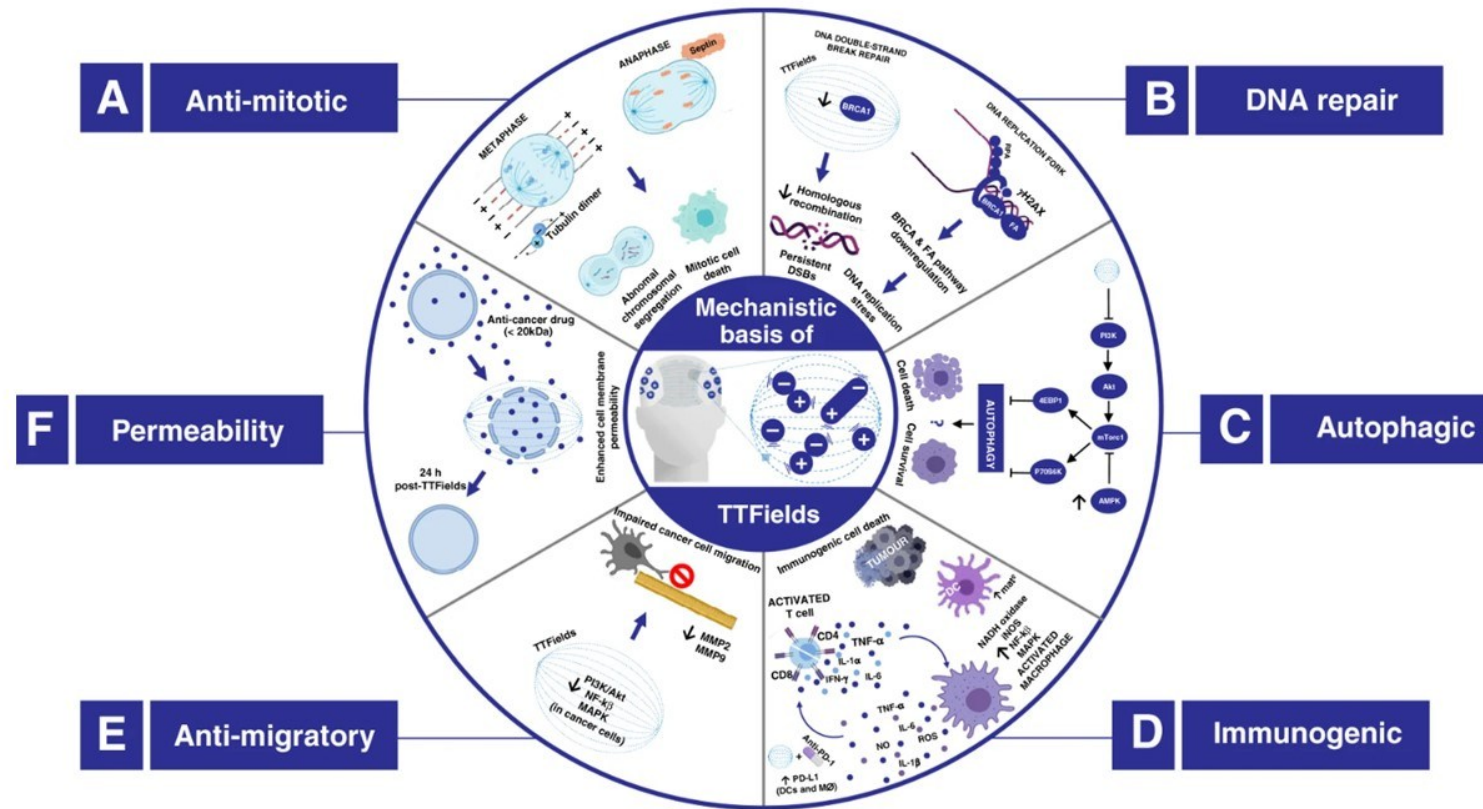 A
Anti-mitotic
METAPHASE
Tubulin dimer
ANAPHASE
Septin
Abnomal
chromosomal
segregation
Mitotic cell
death
B
DNA repair
DNA DOUBLE-STRAND
BREAK REPAIR
TTFields
BRCA1
Homologous
recombination
Persistent
DSBs
DNA REPLICATION FORK
RPA
γH2AX
BRCA1
FA
BRCA & FA pathway
downregulation
DNA replication
stress
C
Autophagic
PI3K
Akt
mTorc1
4EBP1
P70S6K
AMPK
AUTOPHAGY
?
Cell death
Cell survival
D
Immunogenic
Immunogenic cell death
TUMOUR
DC
↑ matⁿ
NADH oxidase
iNOS
↑ NF-kβ
MAPK
ACTIVATED
MACROPHAGE
ACTIVATED
T cell
CD4
CD8
TNF-α
IL-1α
IFN-γ
IL-6
TNF-α
IL-6
NO
ROS
IL-1β
+
Anti-PD-1
↑ PD-L1
(DCs and MØ)
E
Anti-migratory
Impaired cancer cell migration
↓ MMP2
MMP9
TTFields
↓ PI3K/Akt
NF-kβ
MAPK
(in cancer cells)
F
Permeability
Anti-cancer drug
(< 20kDa)
24 h
post-TTFields
Enhanced cell membrane
permeability
Mechanistic
basis of
TTFields